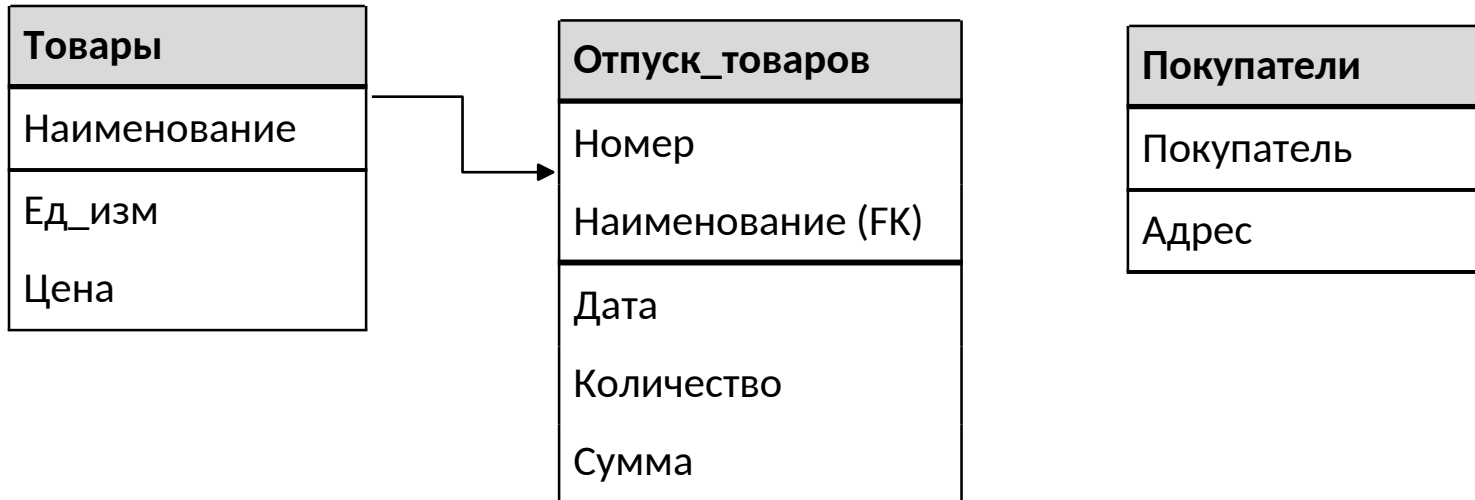 Товары
Наименование
Ед_изм
Цена
Отпуск_товаров
Номер
Наименование (FK)
Дата
Количество
Сумма
Покупатели
Покупатель
Адрес